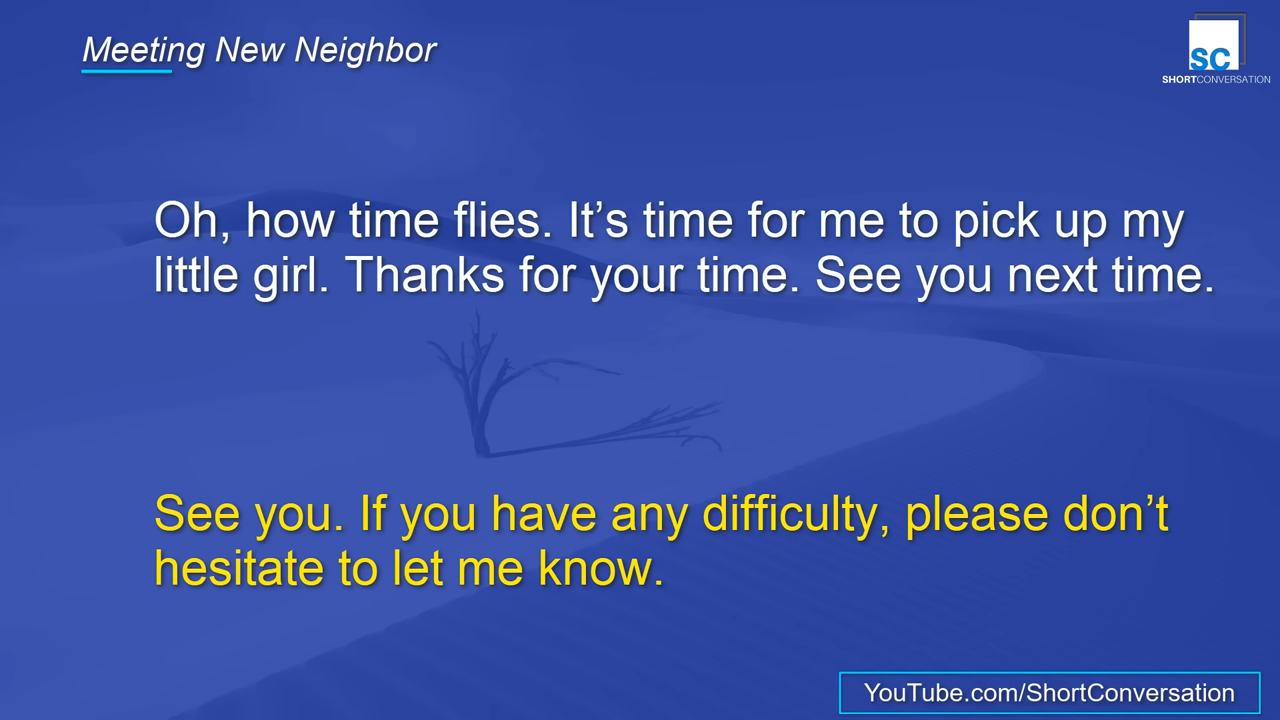 Meeting New Neighbor
SC
SHORTCONVERSATION
Oh, how time flies. It’s time for me to pick up my
little girl. Thanks for your time. See you next time.
See you. If you have any difficulty, please don’t
hesitate to let me know.
YouTube.com/ShortConversation